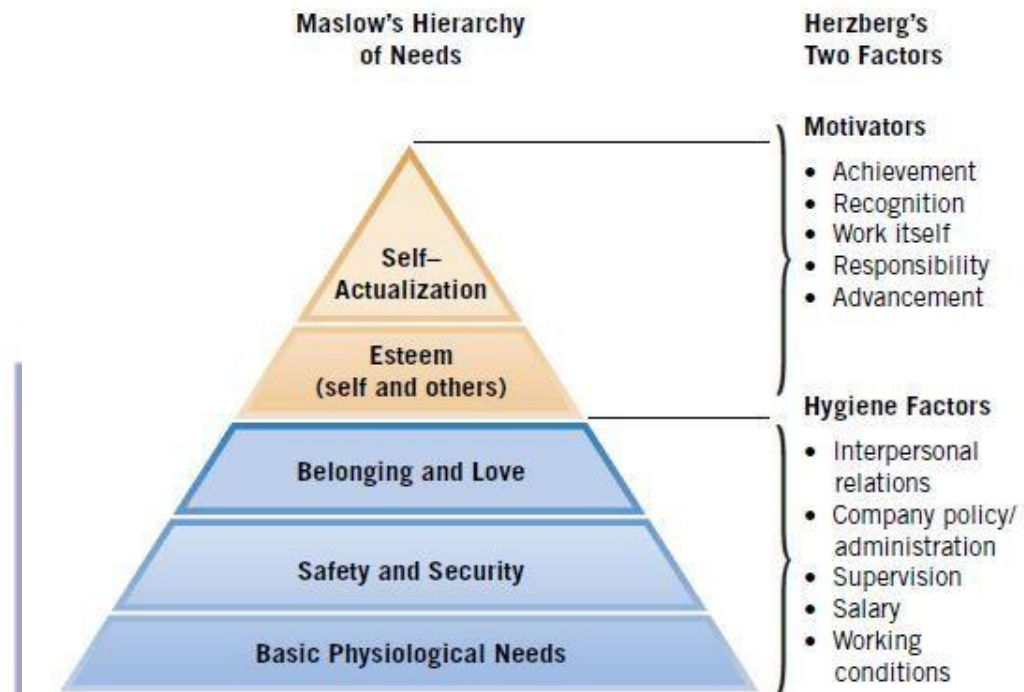 Maslow's Hierarchy
of Needs
Self–
Actualization
Esteem
(self and others)
Belonging and Love
Safety and Security
Basic Physiological Needs
Herzberg's
Two Factors
Motivators
• Achievement
• Recognition
• Work itself
• Responsibility
• Advancement
Hygiene Factors
• Interpersonal
relations
• Company policy/
administration
• Supervision
• Salary
• Working
conditions